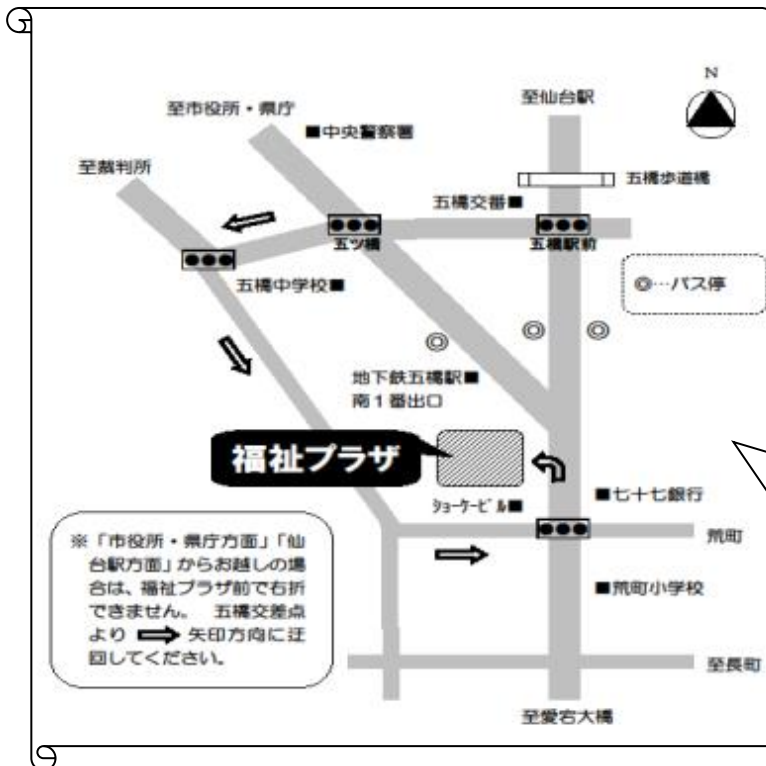 N
至仙台駅
至市役所・県庁
■中央警察署
至裁判所
五橋歩道橋
五橋交番■
五ツ橋
五橋駅前
五橋中学校■
◎…バス停
地下鉄五橋駅■
南1番出口
福祉プラザ
ｼｮｰｹｰﾋﾞﾙ■
■七十七銀行
荒町
※「市役所・県庁方面」「仙
台駅方面」からお越しの場
合は、福祉プラザ前で右折
できません。 五橋交差点
より ⇒ 矢印方向に迂
回してください。
■荒町小学校
至長町
至愛宕大橋